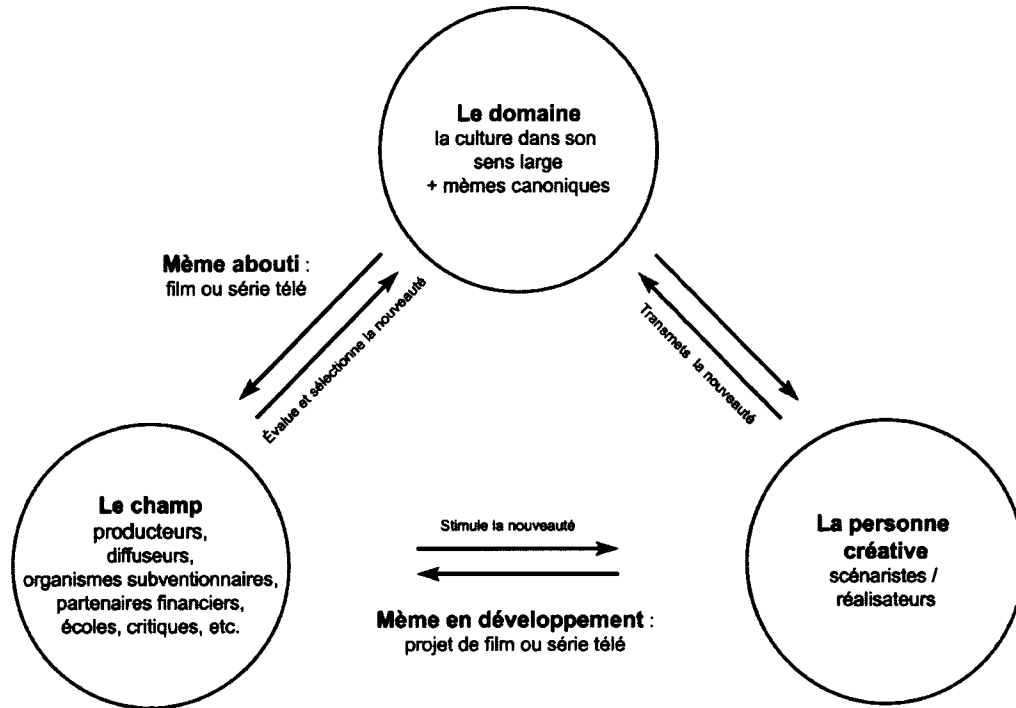 Le domaine
la culture dans son
sens large
+ mèmes canoniques
Mème abouti :
film ou série télé
Évalue et sélectionne la nouveauté
Transmets la nouveauté
Le champ
producteurs,
diffuseurs,
organismes subventionnaires,
partenaires financiers,
écoles, critiques, etc.
Stimule la nouveauté
Mème en développement :
projet de film ou série télé
La personne
créative
scénaristes /
réalisateurs